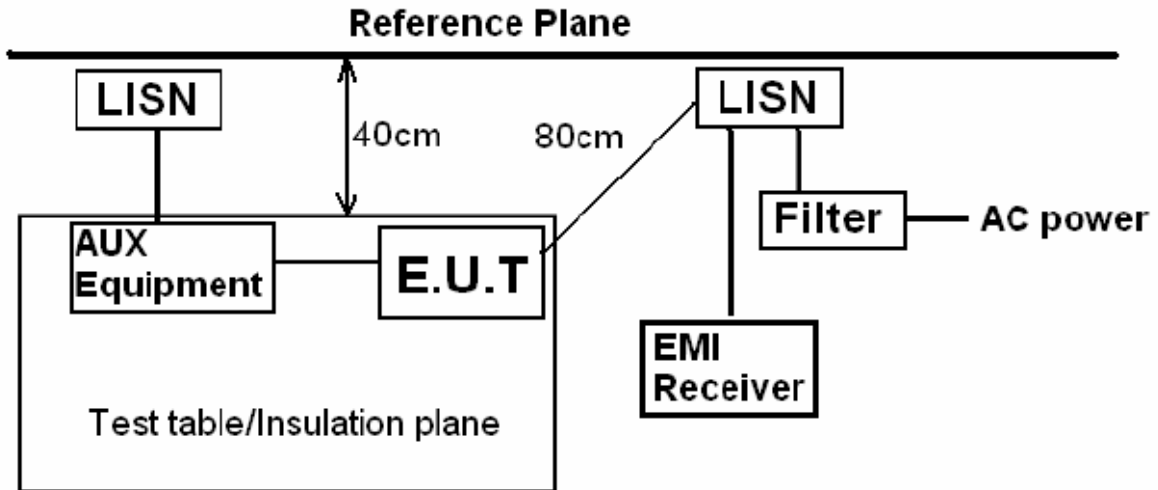 Reference Plane
LISN
40cm
80cm
LISN
Filter
AC power
AUX
Equipment
E.U.T
EMI
Receiver
Test table/Insulation plane